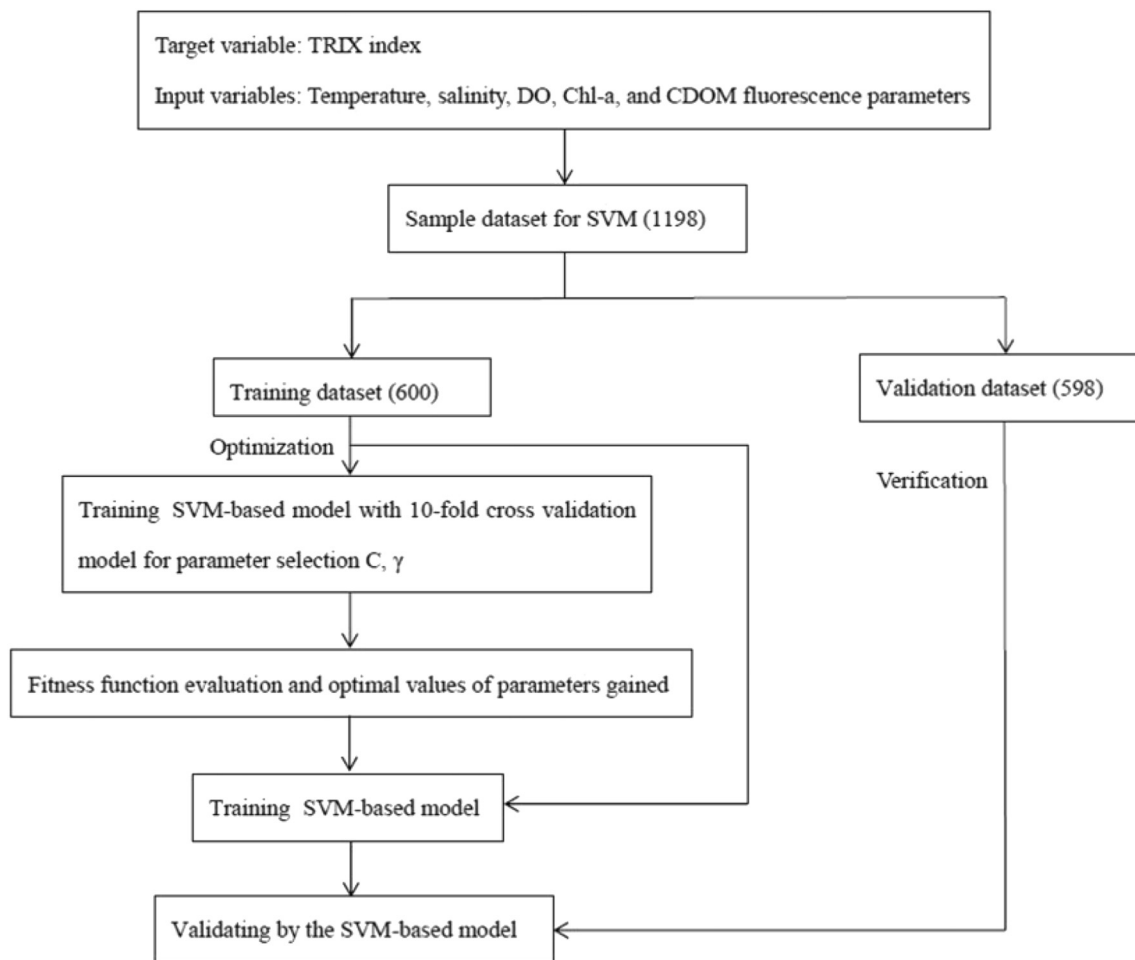 Target variable: TRIX index
Input variables: Temperature, salinity, DO, Chl-a, and CDOM fluorescence parameters
Sample dataset for SVM (1198)
Training dataset (600)
Validation dataset (598)
Optimization
Verification
Training SVM-based model with 10-fold cross validation
model for parameter selection C, γ
Fitness function evaluation and optimal values of parameters gained
Training SVM-based model
Validating by the SVM-based model